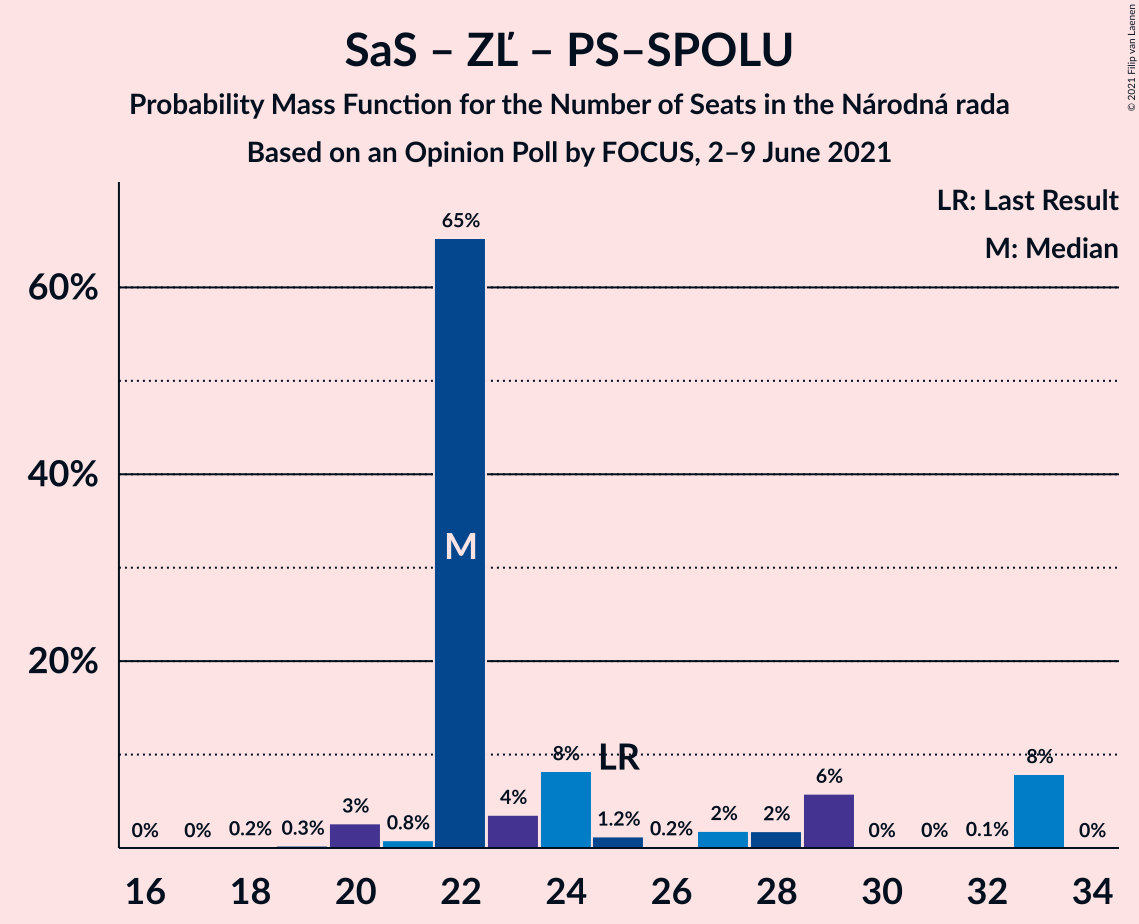 SaS – ZĽ – PS–SPOLU
Probability Mass Function for the Number of Seats in the Národná rada
Based on an Opinion Poll by FOCUS, 2–9 June 2021
© 2021 Filip van Laenen
LR: Last Result
M: Median
60%
40%
20%
0%
0%
0.2%
0.3%
3%
0.8%
65%
M
4%
8%
LR
1.2%
0.2%
2%
2%
6%
0%
0%
0.1%
8%
0%
16 18 20 22 24 26 28 30 32 34